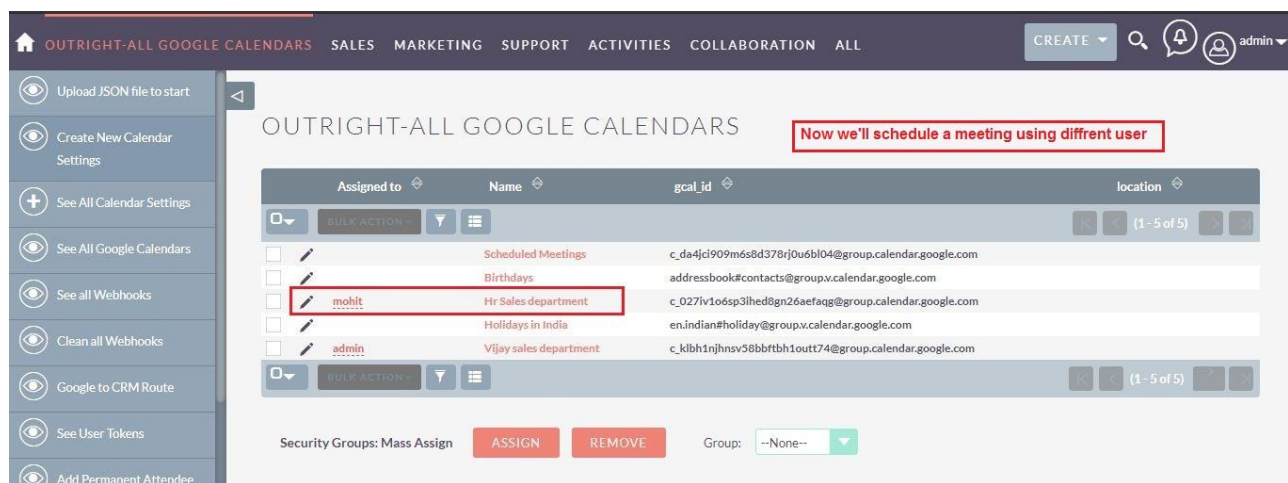 OUTRIGHT-ALL GOOGLE CALENDARS SALES MARKETING SUPPORT ACTIVITIES COLLABORATION ALL CREATE admin
Upload JSON file to start
Create New Calendar
Settings
See All Calendar Settings
See All Google Calendars
See all Webhooks
Clean all Webhooks
Google to CRM Route
See User Tokens
Add Permanent Attendee
OUTRIGHT-ALL GOOGLE CALENDARS
Now we'll schedule a meeting using diffrent user
Assigned to Name gcal_id location
BULK ACTION (1 - 5 of 5)
Scheduled Meetings c_da4jci909m6s8d378rj0u6bl04@group.calendar.google.com
Birthdays addressbook#contacts@group.v.calendar.google.com
mohit Hr Sales department c_027iv1o6sp3ihed8gn26aefaqg@group.calendar.google.com
Holidays in India en.indian#holiday@group.v.calendar.google.com
admin Vijay sales department c_klbh1njhnsv58bbftbh1outt74@group.calendar.google.com
BULK ACTION (1 - 5 of 5)
Security Groups: Mass Assign ASSIGN REMOVE Group: --None--